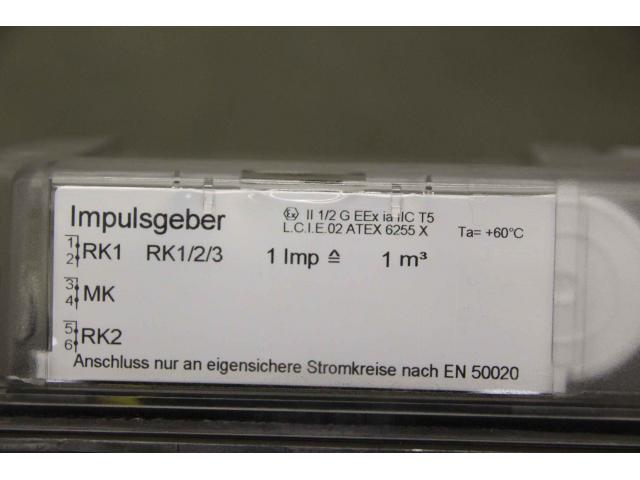 Impulsgeber
Ex II 1/2 G EEx ia IIC T5
L.C.I.E.02 ATEX 6255 X Ta= +60°C
1 2 RK1 RK1/2/3 1 Imp ≙ 1 m³
3 4 MK
5 6 RK2
Anschluss nur an eigensichere Stromkreise nach EN 50020